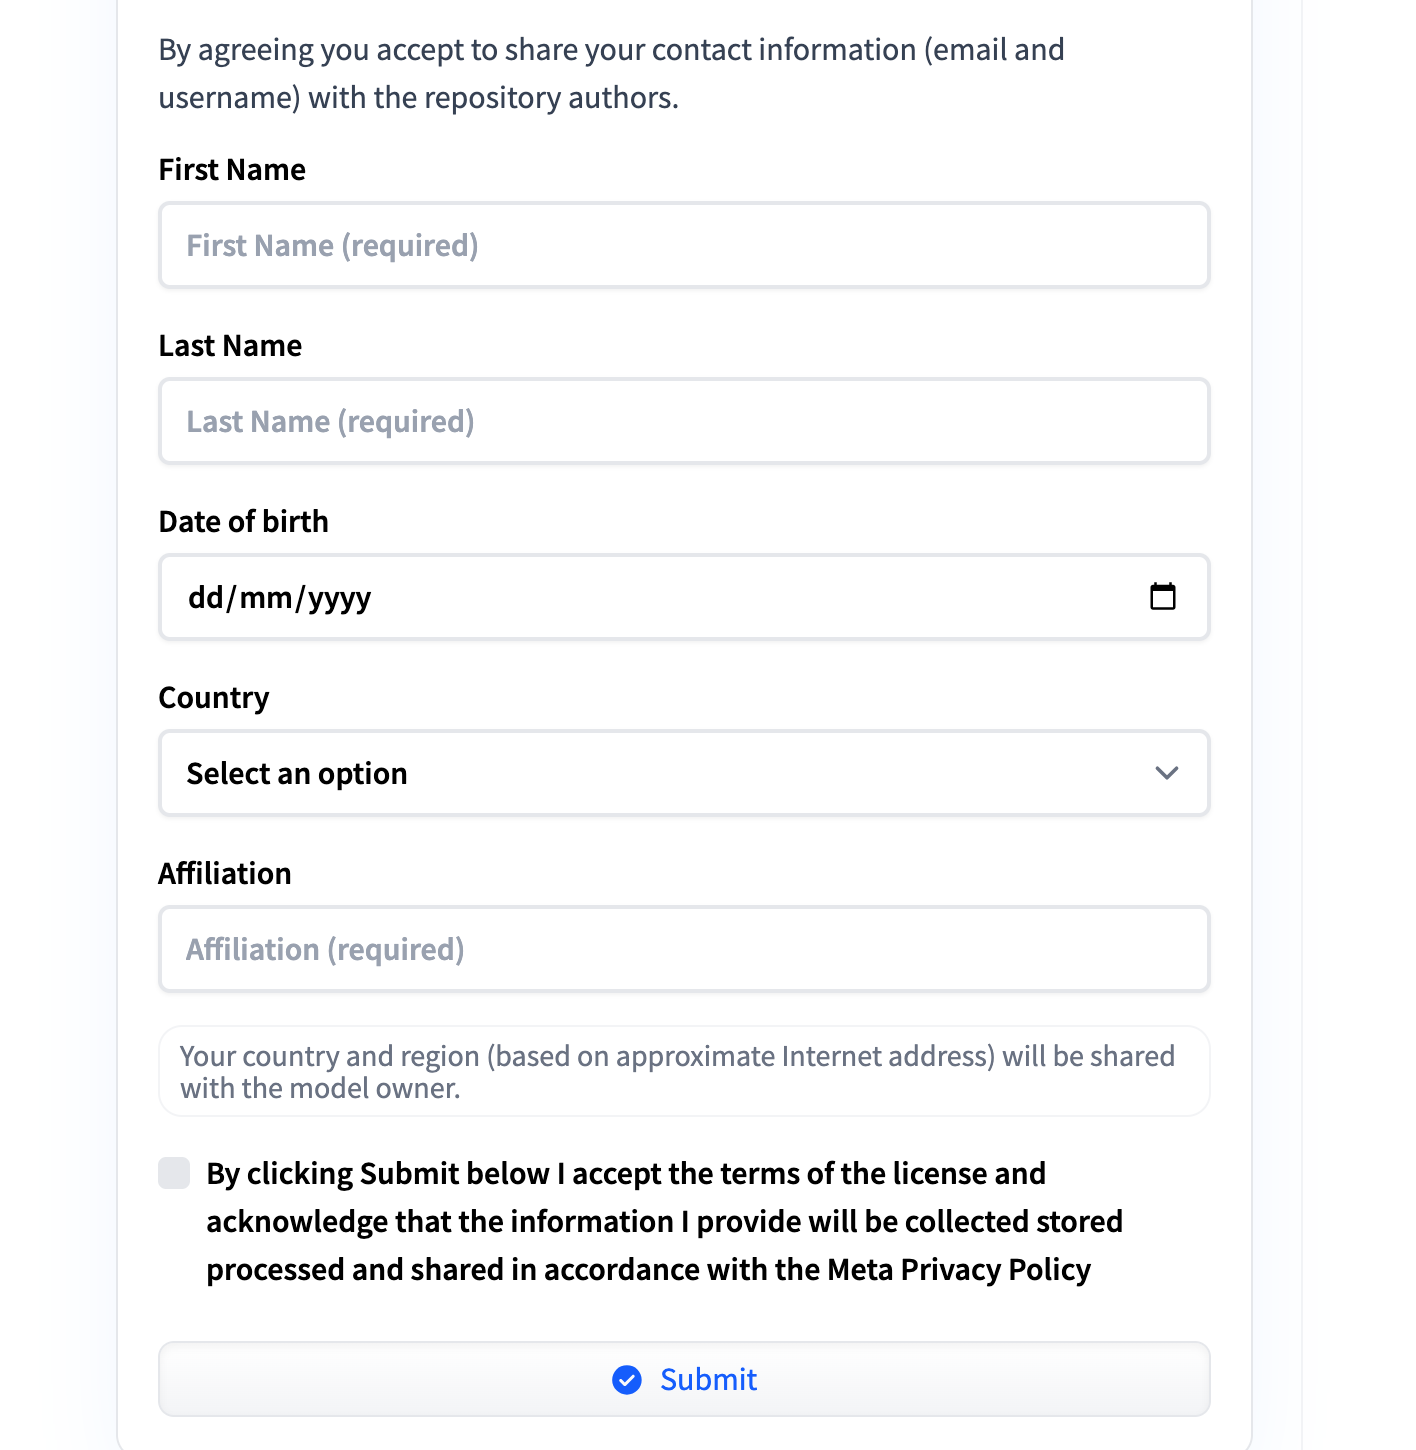 By agreeing you accept to share your contact information (email and
username) with the repository authors.
First Name
First Name (required)
Last Name
Last Name (required)
Date of birth
dd/mm/yyyy
Country
Select an option
Affiliation
Affiliation (required)
Your country and region (based on approximate Internet address) will be shared
with the model owner.
By clicking Submit below I accept the terms of the license and
acknowledge that the information I provide will be collected stored
processed and shared in accordance with the Meta Privacy Policy
Submit